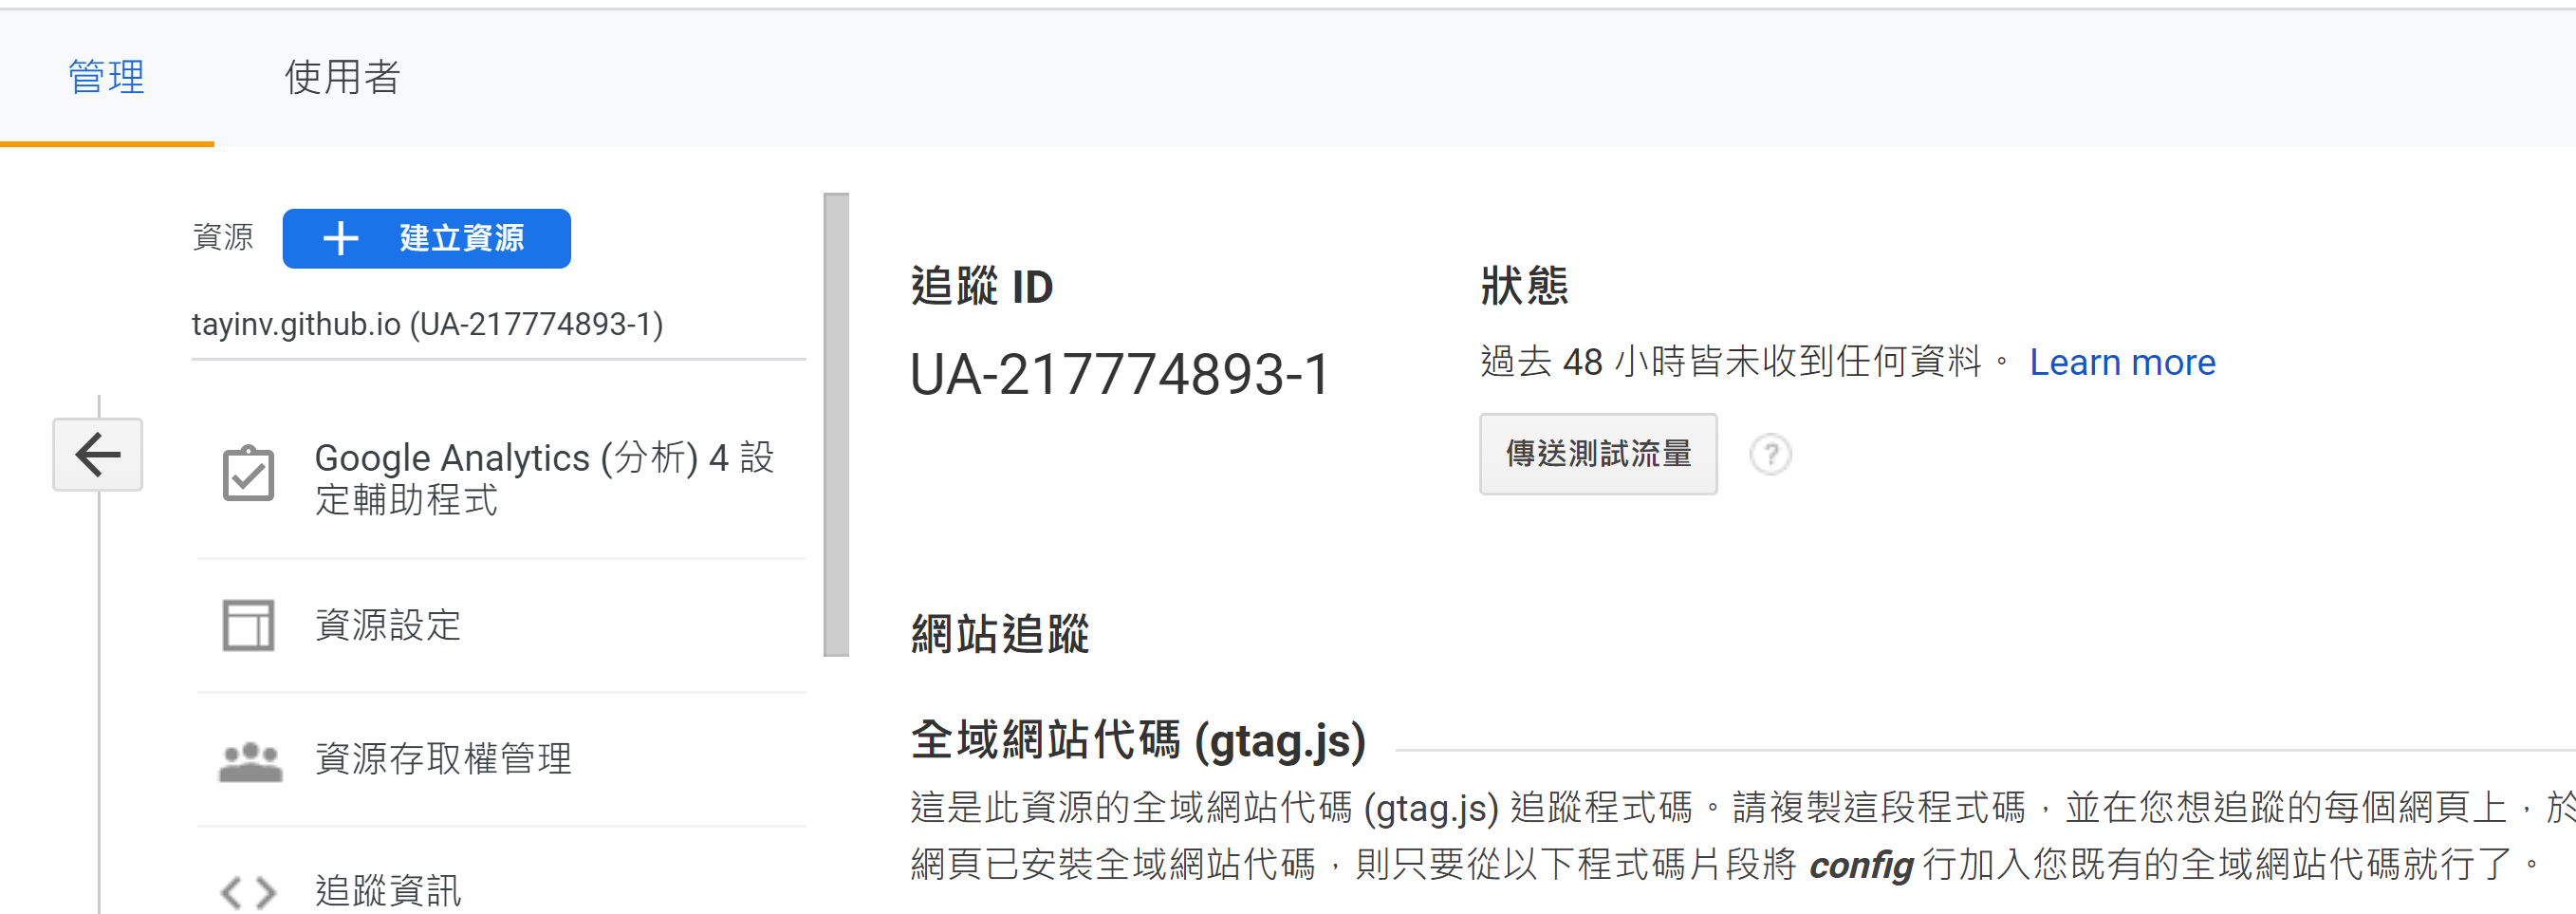 管理
使用者
資源
建立資源
tayinv.github.io (UA-217774893-1)
Google Analytics (分析) 4 設
定輔助程式
資源設定
資源存取權管理
追蹤資訊
追蹤 ID
UA-217774893-1
狀態
過去 48 小時皆未收到任何資料。 Learn more
傳送測試流量
?
網站追蹤
全域網站代碼 (gtag.js)
這是此資源的全域網站代碼 (gtag.js) 追蹤程式碼。請複製這段程式碼，並在您想追蹤的每個網頁上，於
網頁已安裝全域網站代碼，則只要從以下程式碼片段將 config 行加入您既有的全域網站代碼就行了。